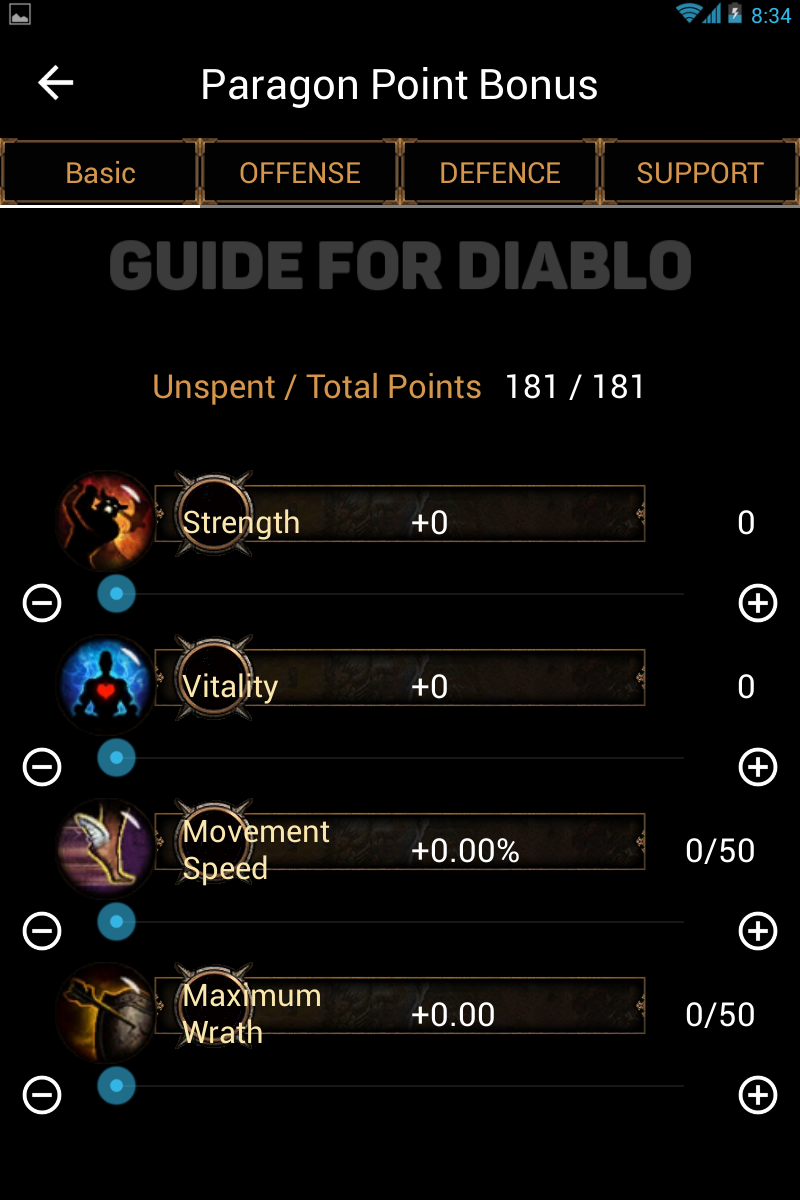 8:34
Paragon Point Bonus
Basic OFFENSE DEFENCE SUPPORT
GUIDE FOR DIABLO
Unspent / Total Points 181 / 181
Strength +0 0
Vitality +0 0
Movement
Speed +0.00% 0/50
Maximum
Wrath +0.00 0/50